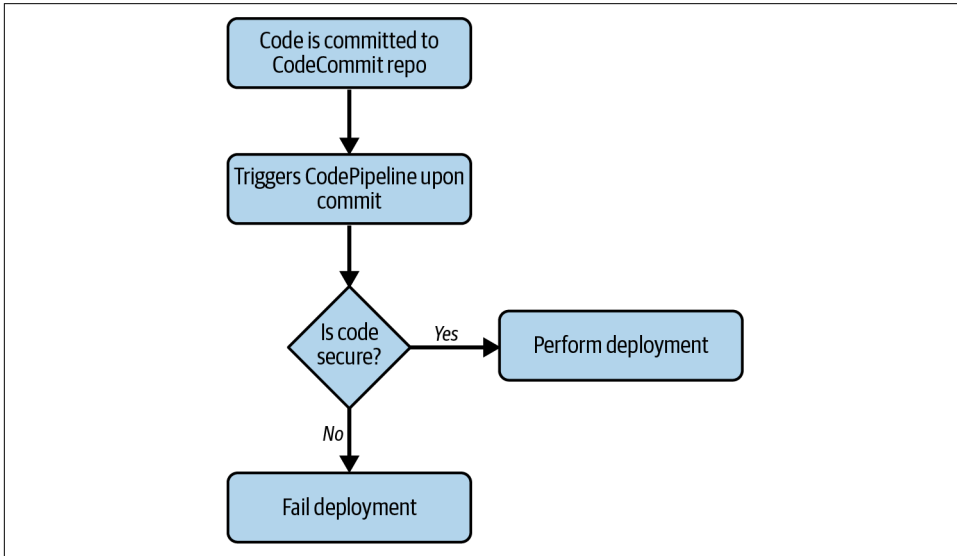 Code is committed to
CodeCommit repo
Triggers CodePipeline upon
commit
Is code
secure?
Yes
Perform deployment
No
Fail deployment